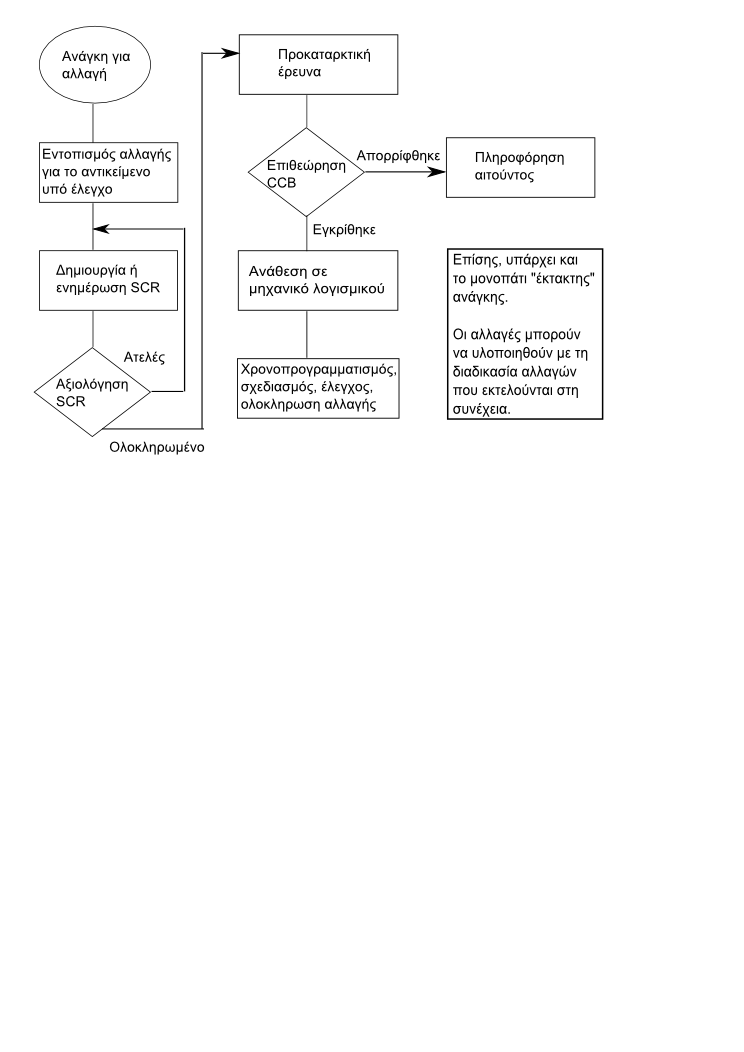 Ανάγκη για
αλλαγή
Εντοπισμός αλλαγής
για το αντικείμενο
υπό έλεγχο
Δημιουργία ή
ενημέρωση SCR
Ατελές
Αξιολόγηση
SCR
Ολοκληρωμένο
Προκαταρκτική
έρευνα
Επιθεώρηση
CCB
Απορρίφθηκε
Πληροφόρηση
αιτούντος
Εγκρίθηκε
Ανάθεση σε
μηχανικό λογισμικού
Χρονοπρογραμματισμός,
σχεδιασμός, έλεγχος,
ολοκληρωση αλλαγής
Επίσης, υπάρχει και
το μονοπάτι "έκτακτης"
ανάγκης.
Οι αλλαγές μπορούν
να υλοποιηθούν με τη
διαδικασία αλλαγών
που εκτελούνται στη
συνέχεια.